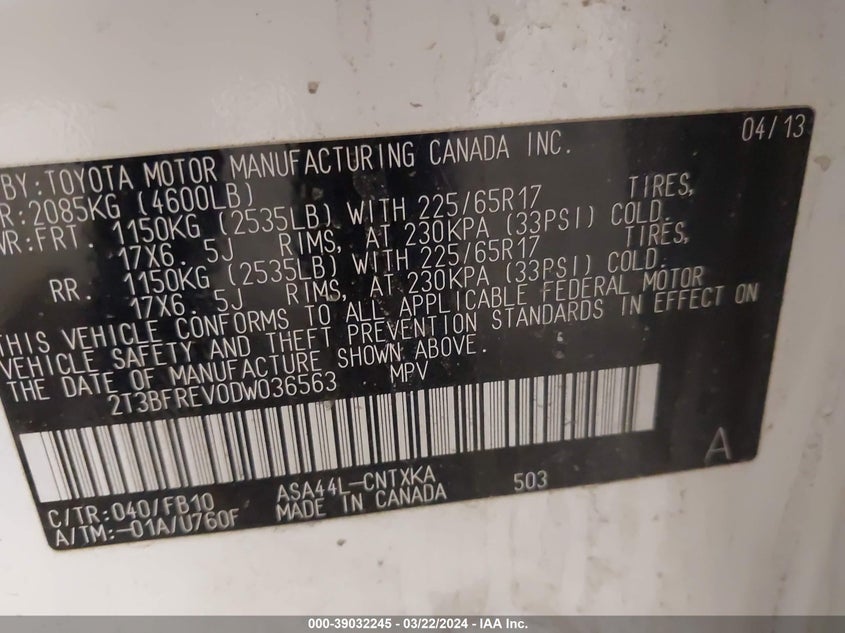 BY: TOYOTA MOTOR MANUFACTURING CANADA INC. 04/13
R: 2085KG (4600LB)
WR: FRT. 1150KG (2535LB) WITH 225/65R17 TIRES,
17X6. 5J RIMS, AT 230KPA (33PSI) COLD.
RR. 1150KG (2535LB) WITH 225/65R17 TIRES,
17X6. 5J RIMS, AT 230KPA (33PSI) COLD.
THIS VEHICLE CONFORMS TO ALL APPLICABLE FEDERAL MOTOR
VEHICLE SAFETY AND THEFT PREVENTION STANDARDS IN EFFECT ON
THE DATE OF MANUFACTURE SHOWN ABOVE.
2T3BFREV0DW036563 MPV
A
C/TR: 040/FB10 ASA44L-CNTXKA 503
A/TM: -01A/U760F MADE IN CANADA
000-39032245 - 03/22/2024 - IAA Inc.